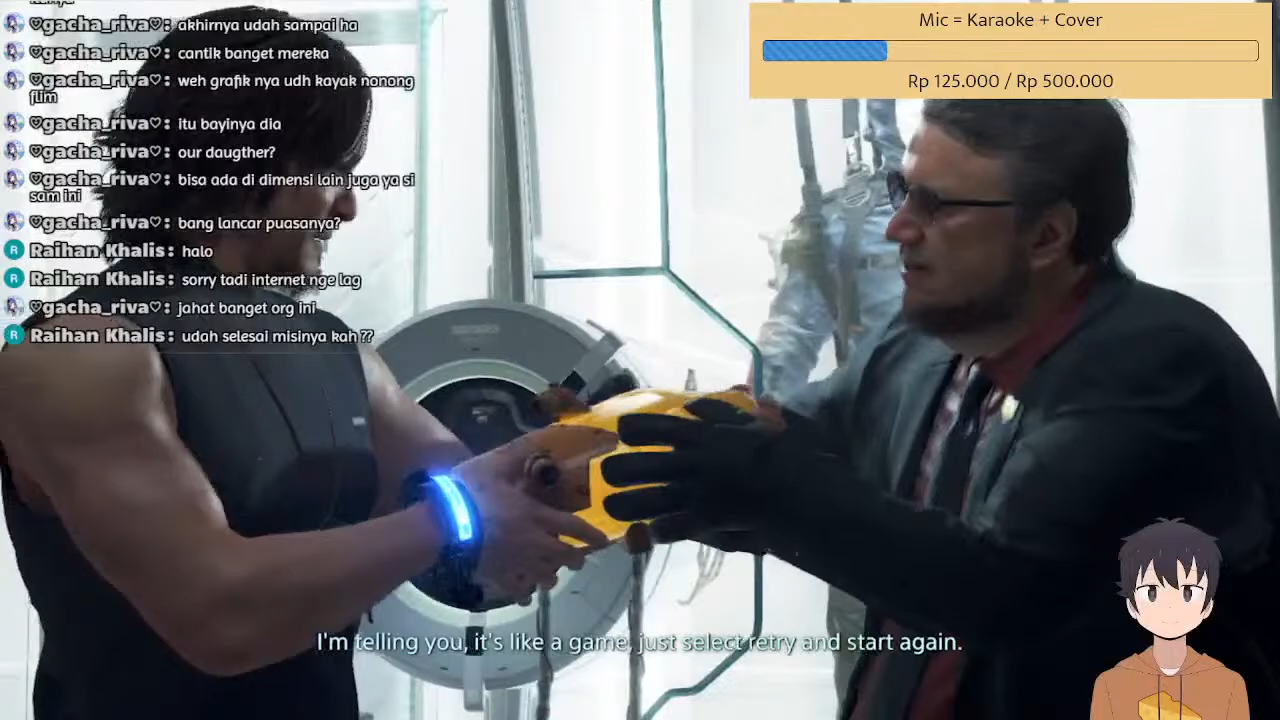 ♡gacha_riva♡: akhirnya udah sampai ha
♡gacha_riva♡: cantik banget mereka
♡gacha_riva♡: weh grafik nya udh kayak nonong
flim
♡gacha_riva♡: itu bayinya dia
♡gacha_riva♡: our daugther?
♡gacha_riva♡: bisa ada di dimensi lain juga ya si
sam ini
♡gacha_riva♡: bang lancar puasanya?
R Raihan Khalis: halo
R Raihan Khalis: sorry tadi internet nge lag
♡gacha_riva♡: jahat banget org ini
R Raihan Khalis: udah selesai misinya kah ??
Mic = Karaoke + Cover
Rp 125.000 / Rp 500.000
I'm telling you, it's like a game, just select retry and start again.